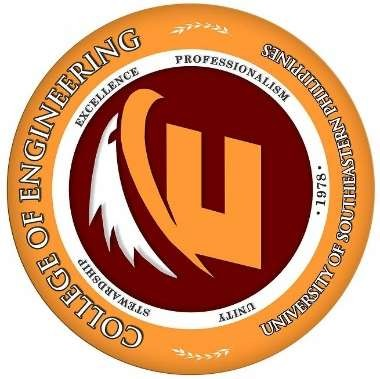 COLLEGE OF ENGINEERING
UNIVERSITY OF SOUTHEASTERN PHILIPPINES
EXCELLENCE
PROFESSIONALISM
· 1978 ·
UNITY
STEWARDSHIP
U